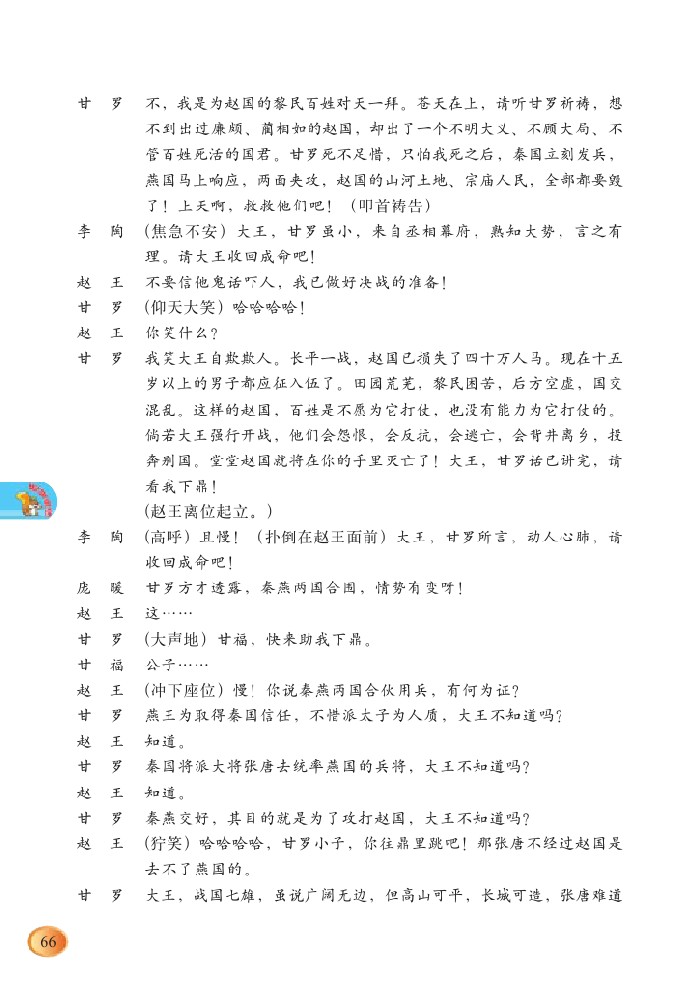 甘　罗　不，我是为赵国的黎民百姓对天一拜。苍天在上，请听甘罗祈祷，想
不到出过廉颇、蔺相如的赵国，却出了一个不明大义、不顾大局、不
管百姓死活的国君。甘罗死不足惜，只怕我死之后，秦国立刻发兵，
燕国马上响应，两面夹攻，赵国的山河土地、宗庙人民，全部都要毁
了！上天啊，救救他们吧！（叩首祷告）
李　陶　（焦急不安）大王，甘罗虽小，来自丞相幕府，熟知大势，言之有
理。请大王收回成命吧！
赵　王　不要信他鬼话吓人，我已做好决战的准备！
甘　罗　（仰天大笑）哈哈哈哈！
赵　王　你笑什么？
甘　罗　我笑大王自欺欺人。长平一战，赵国已损失了四十万人马。现在十五
岁以上的男子都应征入伍了。田园荒芜，黎民困苦，后方空虚，国交
混乱。这样的赵国，百姓是不愿为它打仗，也没有能力为它打仗的。
倘若大王强行开战，他们会怨恨，会反抗，会逃亡，会背井离乡，投
奔别国。堂堂赵国就将在你的手里灭亡了！大王，甘罗话已讲完，请
看我下鼎！
（赵王离位起立。）
李　陶　（高呼）且慢！（扑倒在赵王面前）大王，甘罗所言，动人心肺，请
收回成命吧！
庞　暖　甘罗方才透露，秦燕两国合围，情势有变呀！
赵　王　这……
甘　罗　（大声地）甘福，快来助我下鼎。
甘　福　公子……
赵　王　（冲下座位）慢！你说秦燕两国合伙用兵，有何为证？
甘　罗　燕王为取得秦国信任，不惜派太子为人质，大王不知道吗？
赵　王　知道。
甘　罗　秦国将派大将张唐去统率燕国的兵将，大王不知道吗？
赵　王　知道。
甘　罗　秦燕交好，其目的就是为了攻打赵国，大王不知道吗？
赵　王　（狞笑）哈哈哈哈，甘罗小子，你往鼎里跳吧！那张唐不经过赵国是
去不了燕国的。
甘　罗　大王，战国七雄，虽说广阔无边，但高山可平，长城可造，张唐难道
66